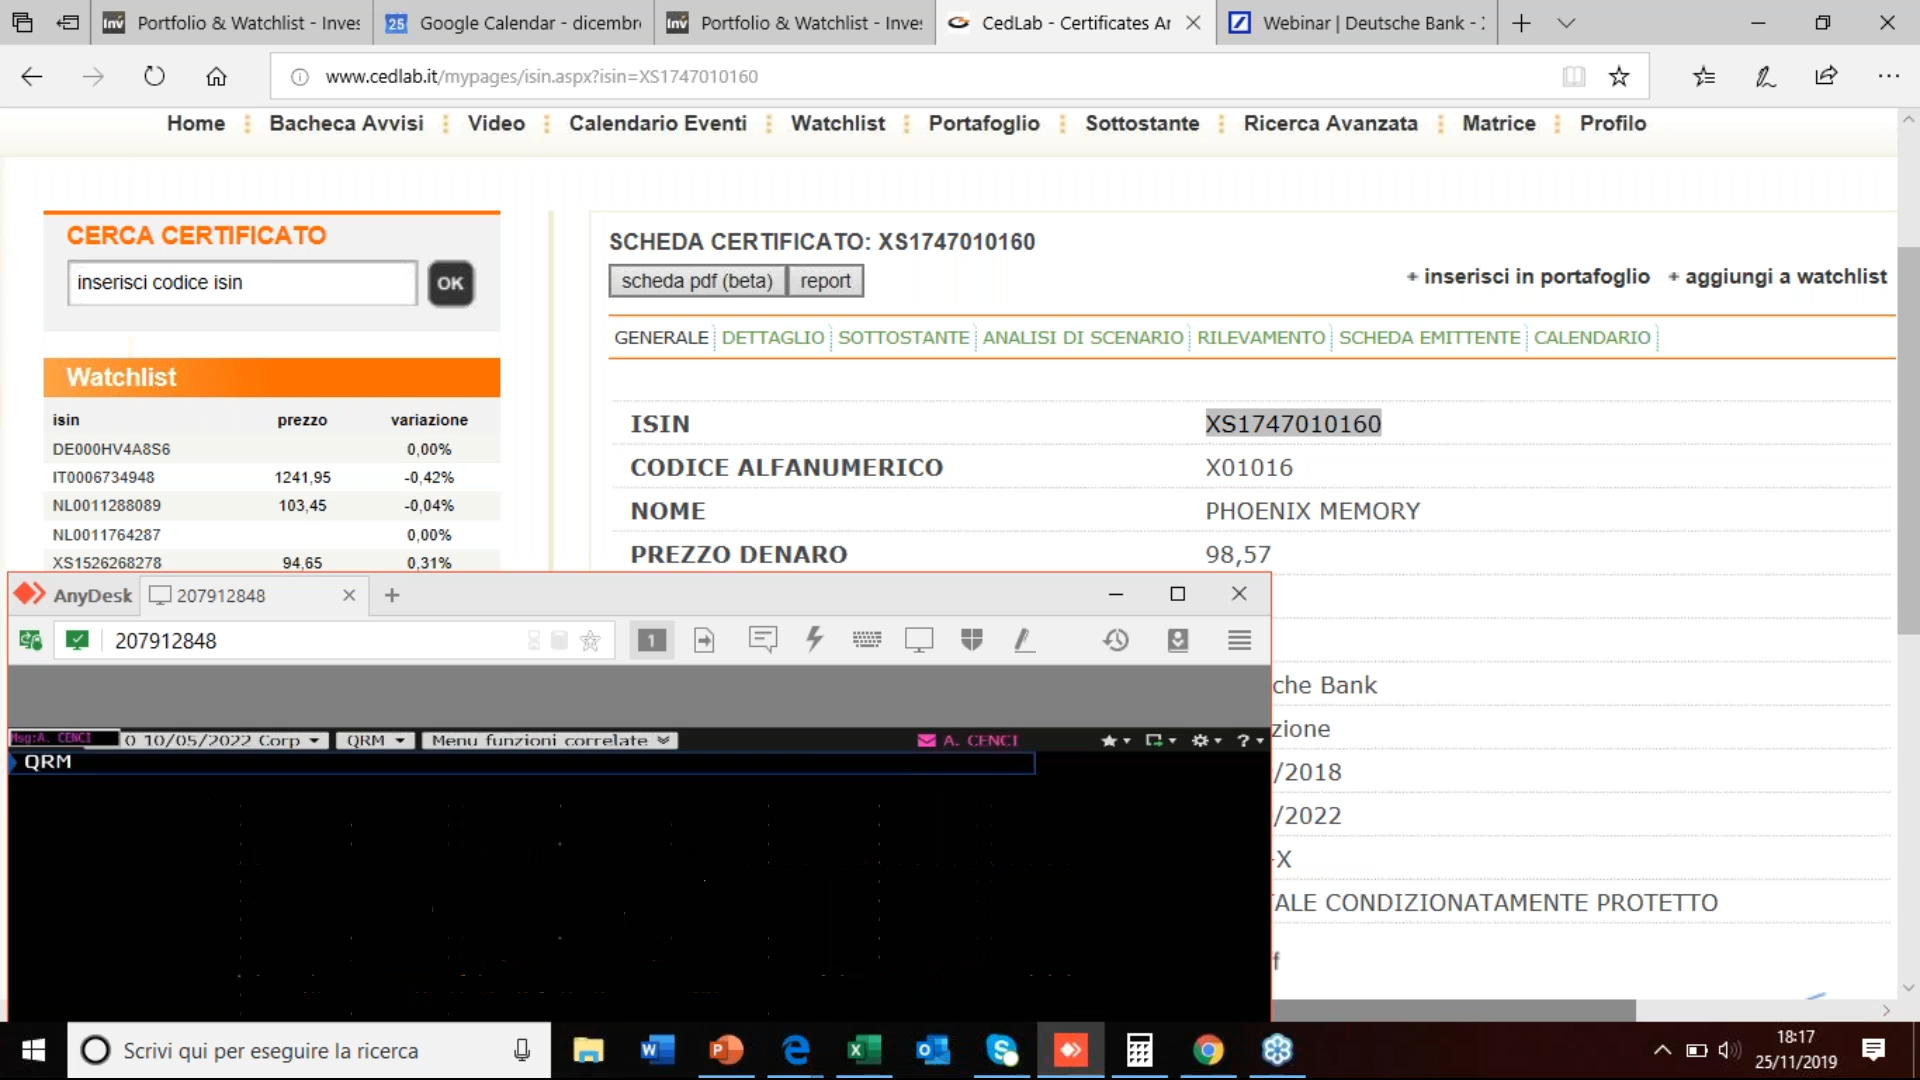 Portfolio & Watchlist - Inves
Google Calendar - dicembre
Portfolio & Watchlist - Inves
CedLab - Certificates Ar
Webinar | Deutsche Bank -
www.cedlab.it/mypages/isin.aspx?isin=XS1747010160
Home
Bacheca Avvisi
Video
Calendario Eventi
Watchlist
Portafoglio
Sottostante
Ricerca Avanzata
Matrice
Profilo
CERCA CERTIFICATO
inserisci codice isin
OK
Watchlist
isin prezzo variazione
DE000HV4A8S6 0,00%
IT0006734948 1241,95 -0,42%
NL0011288089 103,45 -0,04%
NL0011764287 0,00%
XS1526268278 94,65 0,31%
SCHEDA CERTIFICATO: XS1747010160
scheda pdf (beta) report
+ inserisci in portafoglio + aggiungi a watchlist
GENERALE DETTAGLIO SOTTOSTANTE ANALISI DI SCENARIO RILEVAMENTO SCHEDA EMITTENTE CALENDARIO
ISIN XS1747010160
CODICE ALFANUMERICO X01016
NOME PHOENIX MEMORY
PREZZO DENARO 98,57
che Bank
zione
/2018
/2022
-X
ALE CONDIZIONATAMENTE PROTETTO
f
AnyDesk 207912848
207912848
1
Msg:A. CENCI 0 10/05/2022 Corp QRM Menu funzioni correlate A. CENCI
QRM
Scrivi qui per eseguire la ricerca
18:17
25/11/2019